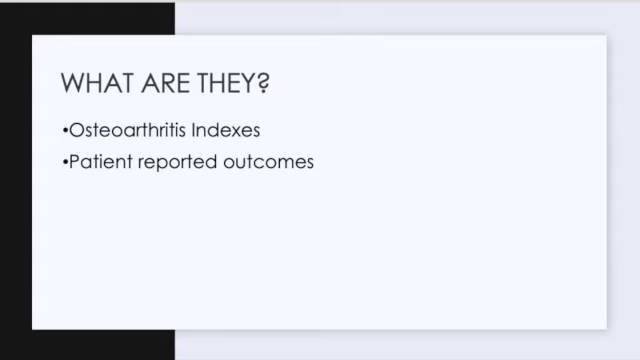 WHAT ARE THEY?
•Osteoarthritis Indexes
•Patient reported outcomes